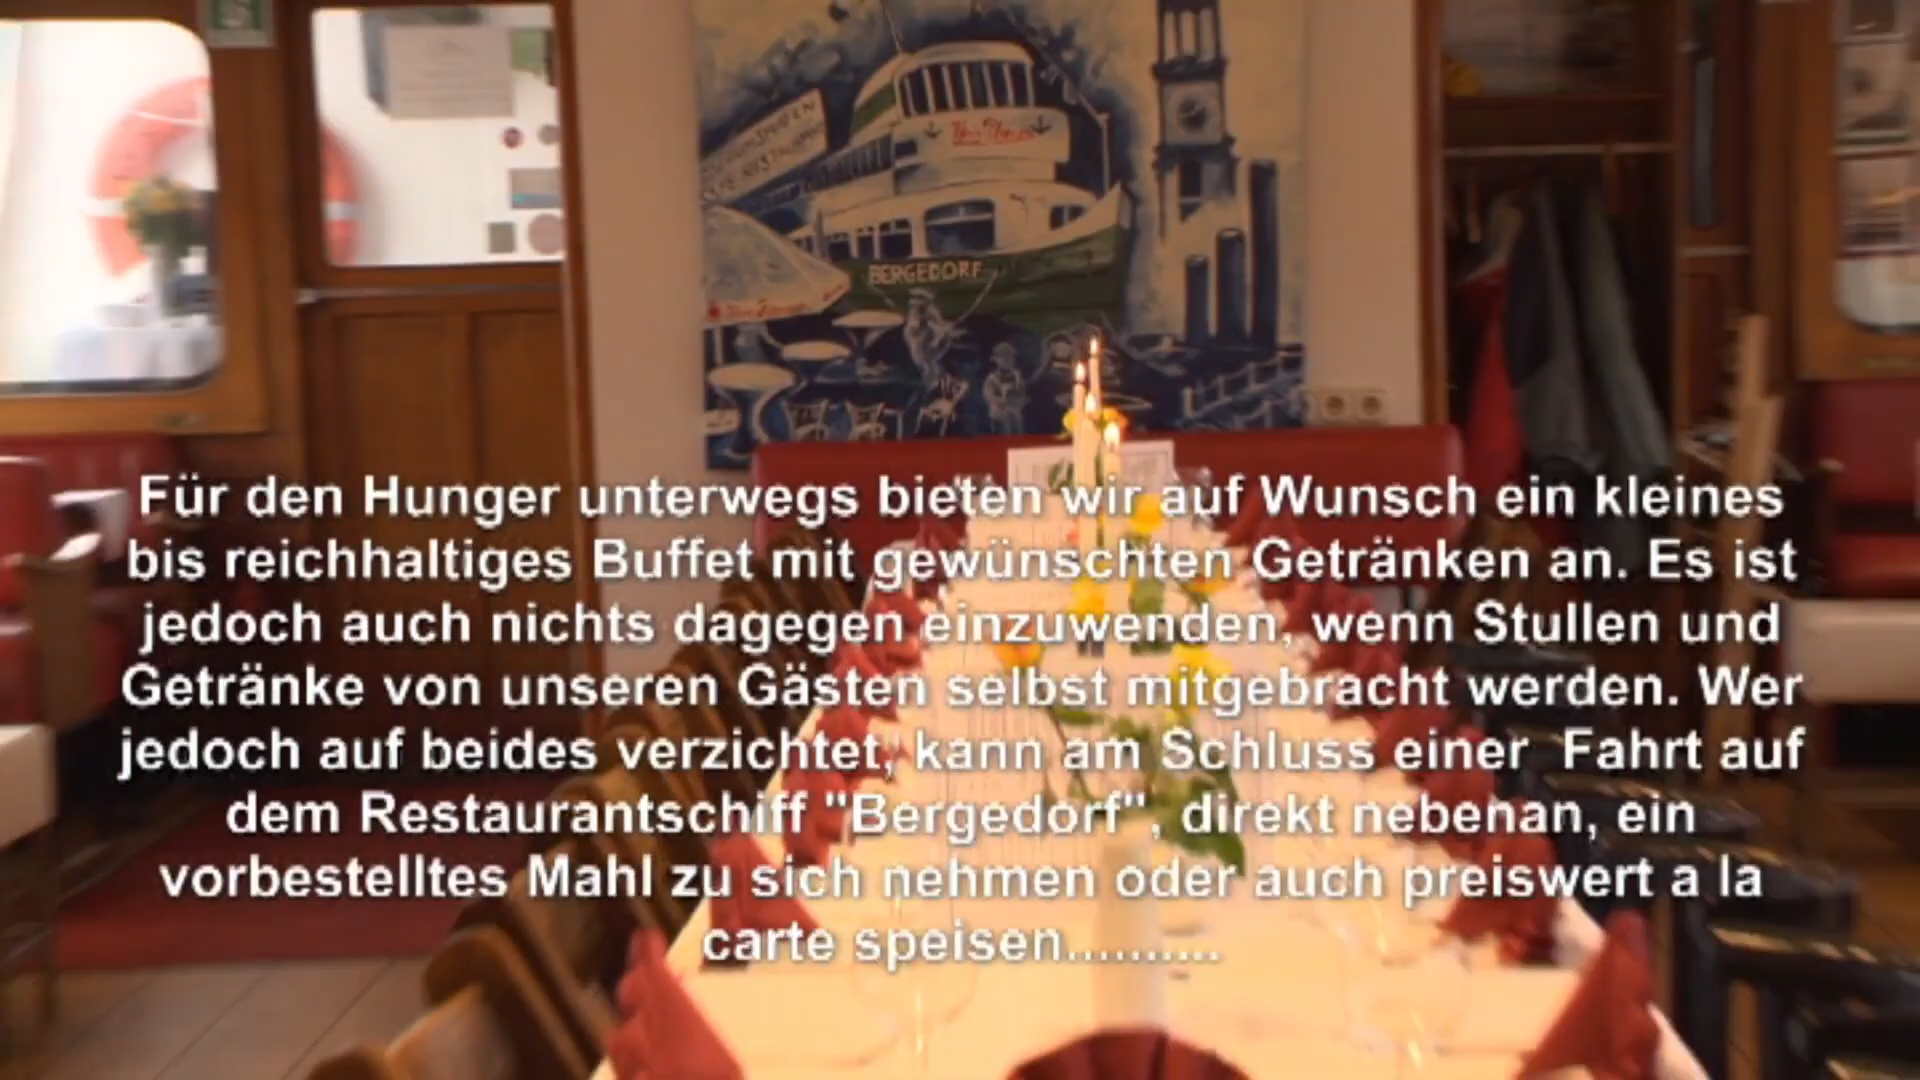 BERGEDORF
Für den Hunger unterwegs bieten wir auf Wunsch ein kleines
bis reichhaltiges Buffet mit gewünschten Getränken an. Es ist
jedoch auch nichts dagegen einzuwenden, wenn Stullen und
Getränke von unseren Gästen selbst mitgebracht werden. Wer
jedoch auf beides verzichtet, kann am Schluss einer Fahrt auf
dem Restaurantschiff "Bergedorf", direkt nebenan, ein
vorbestelltes Mahl zu sich nehmen oder auch preiswert a la
carte speisen..........